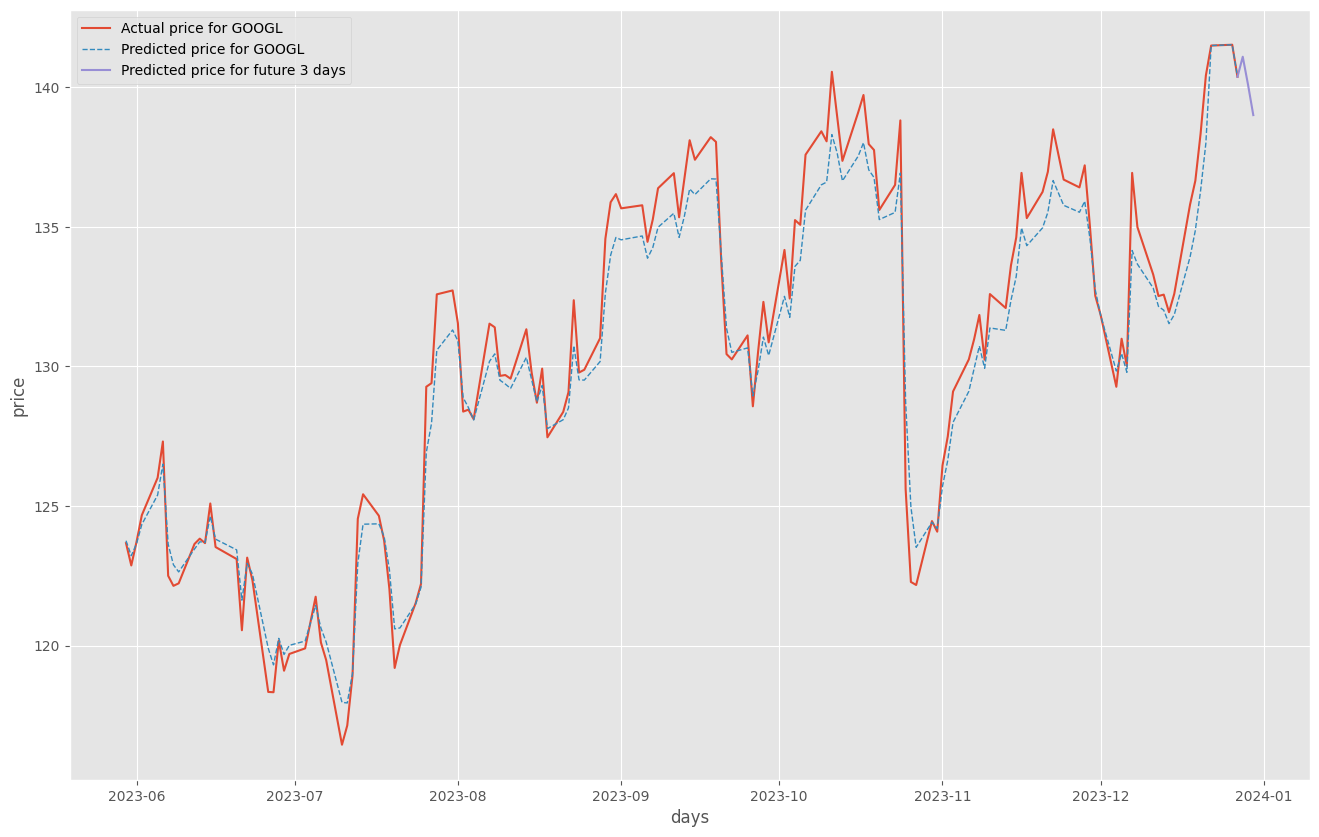 Actual price for GOOGL
Predicted price for GOOGL
Predicted price for future 3 days
140
135
130
125
120
price
2023-06 2023-07 2023-08 2023-09 2023-10 2023-11 2023-12 2024-01
days